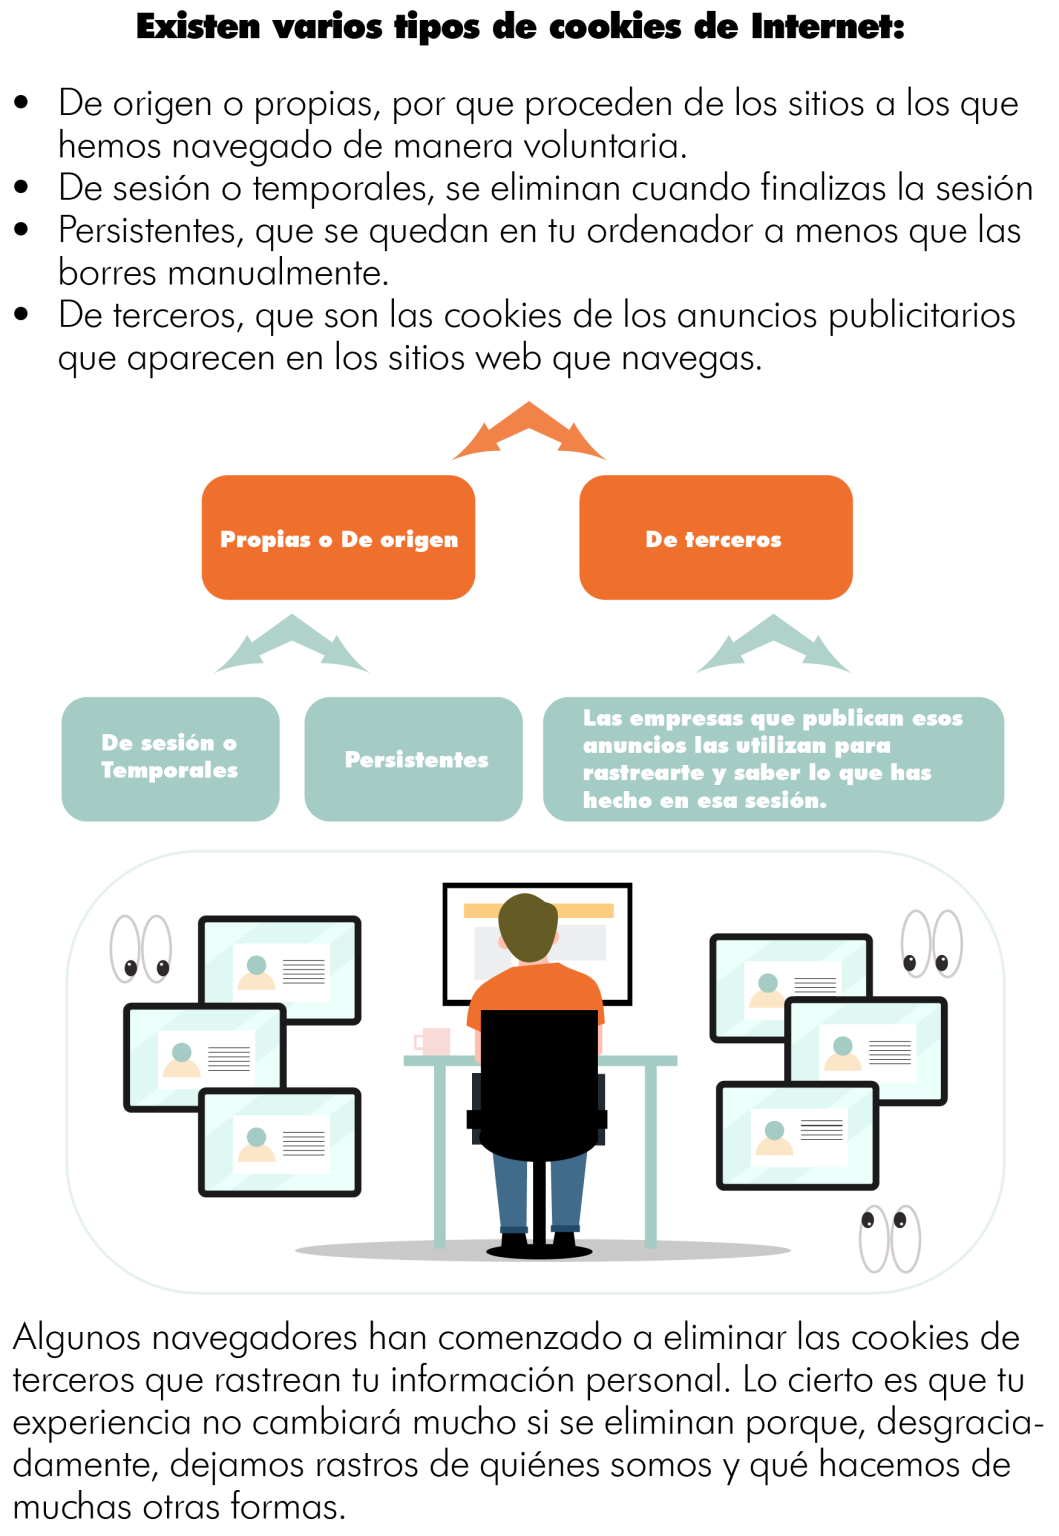 Existen varios tipos de cookies de Internet:
• De origen o propias, por que proceden de los sitios a los que
hemos navegado de manera voluntaria.
• De sesión o temporales, se eliminan cuando finalizas la sesión
• Persistentes, que se quedan en tu ordenador a menos que las
borres manualmente.
• De terceros, que son las cookies de los anuncios publicitarios
que aparecen en los sitios web que navegas.
Propias o De origen
De terceros
De sesión o
Temporales
Persistentes
Las empresas que publican esos
anuncios las utilizan para
rastrearte y saber lo que has
hecho en esa sesión.
Algunos navegadores han comenzado a eliminar las cookies de
terceros que rastrean tu información personal. Lo cierto es que tu
experiencia no cambiará mucho si se eliminan porque, desgracia-
damente, dejamos rastros de quiénes somos y qué hacemos de
muchas otras formas.